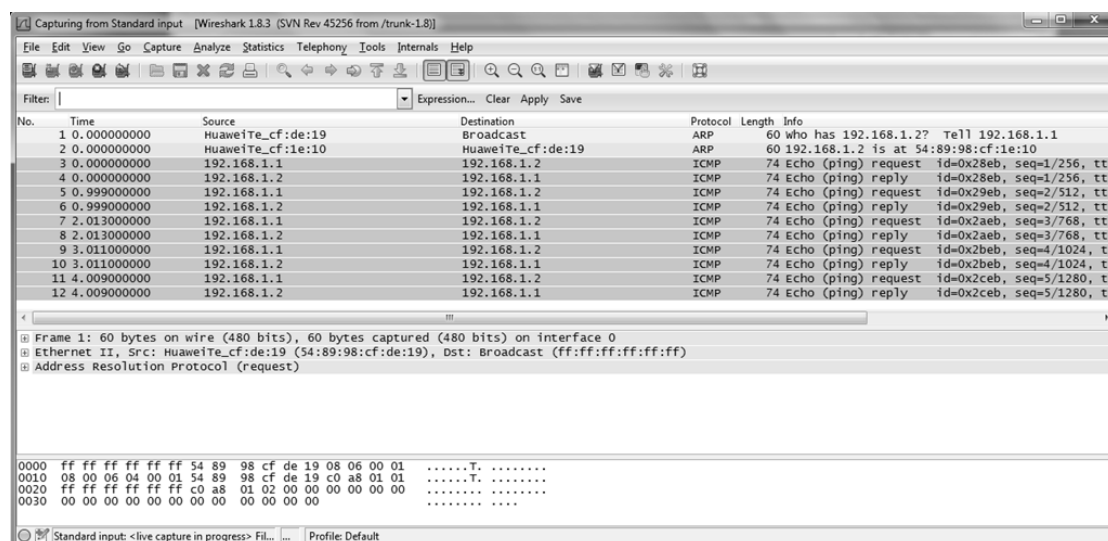 Capturing from Standard input [Wireshark 1.8.3 (SVN Rev 45256 from /trunk-1.8)]
File Edit View Go Capture Analyze Statistics Telephony Tools Internals Help
Filter: Expression... Clear Apply Save
No. Time Source Destination Protocol Length Info
1 0.000000000 HuaweiTe_cf:de:19 Broadcast ARP 60 Who has 192.168.1.2? Tell 192.168.1.1
2 0.000000000 HuaweiTe_cf:1e:10 HuaweiTe_cf:de:19 ARP 60 192.168.1.2 is at 54:89:98:cf:1e:10
3 0.000000000 192.168.1.1 192.168.1.2 ICMP 74 Echo (ping) request id=0x28eb, seq=1/256, tt
4 0.000000000 192.168.1.2 192.168.1.1 ICMP 74 Echo (ping) reply id=0x28eb, seq=1/256, tt
5 0.999000000 192.168.1.1 192.168.1.2 ICMP 74 Echo (ping) request id=0x29eb, seq=2/512, tt
6 0.999000000 192.168.1.2 192.168.1.1 ICMP 74 Echo (ping) reply id=0x29eb, seq=2/512, tt
7 2.013000000 192.168.1.1 192.168.1.2 ICMP 74 Echo (ping) request id=0x2aeb, seq=3/768, tt
8 2.013000000 192.168.1.2 192.168.1.1 ICMP 74 Echo (ping) reply id=0x2aeb, seq=3/768, tt
9 3.011000000 192.168.1.1 192.168.1.2 ICMP 74 Echo (ping) request id=0x2beb, seq=4/1024, t
10 3.011000000 192.168.1.2 192.168.1.1 ICMP 74 Echo (ping) reply id=0x2beb, seq=4/1024, t
11 4.009000000 192.168.1.1 192.168.1.2 ICMP 74 Echo (ping) request id=0x2ceb, seq=5/1280, t
12 4.009000000 192.168.1.2 192.168.1.1 ICMP 74 Echo (ping) reply id=0x2ceb, seq=5/1280, t
Frame 1: 60 bytes on wire (480 bits), 60 bytes captured (480 bits) on interface 0
Ethernet II, Src: HuaweiTe_cf:de:19 (54:89:98:cf:de:19), Dst: Broadcast (ff:ff:ff:ff:ff:ff)
Address Resolution Protocol (request)
0000 ff ff ff ff ff ff 54 89 98 cf de 19 08 06 00 01 ......T. ........
0010 08 00 06 04 00 01 54 89 98 cf de 19 c0 a8 01 01 ......T. ........
0020 ff ff ff ff ff ff c0 a8 01 02 00 00 00 00 00 00 ........ ........
0030 00 00 00 00 00 00 00 00 00 00 00 00 ........ ....
Standard input: <live capture in progress> Fil... ... Profile: Default